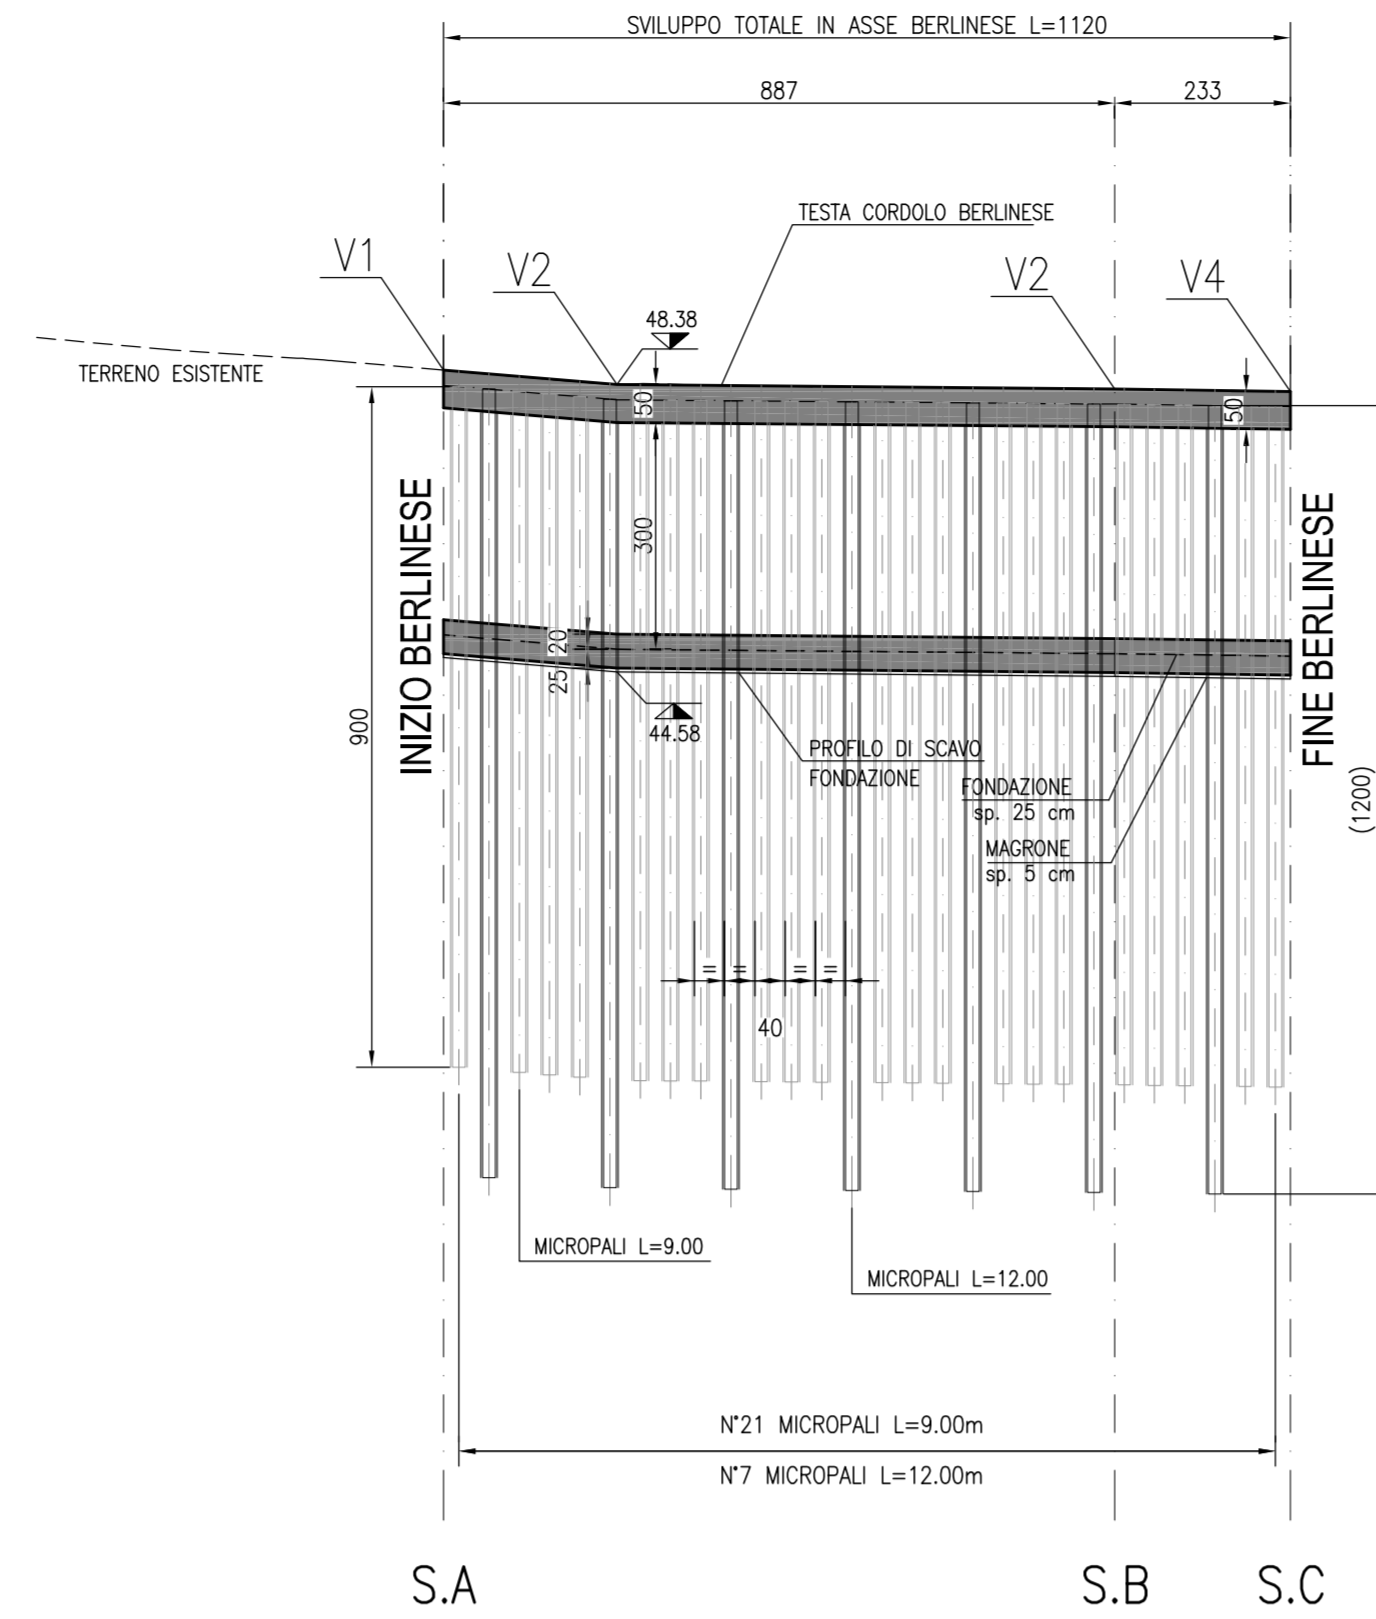 SVILUPPO TOTALE IN ASSE BERLINESE L=1120
887
233
TESTA CORDOLO BERLINESE
V1
V2
V2
V4
48.38
TERRENO ESISTENTE
50
50
INIZIO BERLINESE
FINE BERLINESE
300
20
25
900
44.58
PROFILO DI SCAVO
FONDAZIONE
FONDAZIONE
sp. 25 cm
MAGRONE
sp. 5 cm
(1200)
= = = =
40
MICROPALI L=9.00
MICROPALI L=12.00
N°21 MICROPALI L=9.00m
N°7 MICROPALI L=12.00m
S.A
S.B
S.C